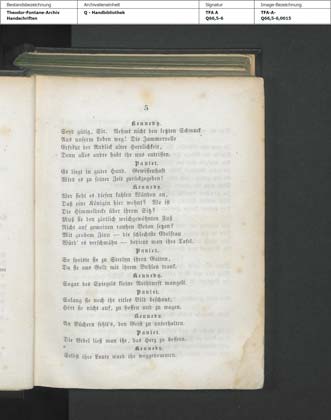 Bestandsbezeichnung
Archivalieneinheit
Signatur
Image-Bezeichnung
Theodor-Fontane-Archiv
Handschriften
Q - Handbibliothek
TFA A
Q66,5-6
TFA-A-
Q66,5-6,0015
5
Kennedy.
Seyd gütig, Sir. Nehmt nicht den letzten Schmuck
Aus unserm Leben weg! Die Jammervolle
Erfreut der Anblick alter Herrlichkeit,
Denn alles andre habt ihr uns entrissen.
Paulet.
Es liegt in guter Hand. Gewissenhaft
Wird es zu seiner Zeit zurückgegeben!
Kennedy.
Wer sieht es diesen kahlen Wänden an,
Daß eine Königin hier wohnt? Wo ist
Die Himmeldecke über ihrem Sitz?
Muß sie den zärtlich weichgewöhnten Fuß
Nicht auf gemeinen rauhen Boden setzen?
Mit grobem Zinn — die schlechtste Edelfrau
Würd' es verschmähn — bedient man ihre Tafel.
Paulet.
So speiste sie zu Sterlyn ihren Gatten,
Da sie aus Gold mit ihrem Buhlen trank.
Kennedy.
Sogar des Spiegels kleine Nothdurft mangelt.
Paulet.
Solang sie noch ihr eitles Bild beschaut,
Hört sie nicht auf, zu hoffen und zu wagen.
Kennedy.
An Büchern fehlt's, den Geist zu unterhalten.
Paulet.
Die Bibel ließ man ihr, das Herz zu bessern.
Kennedy.
Selbst ihre Laute ward ihr weggenommen.